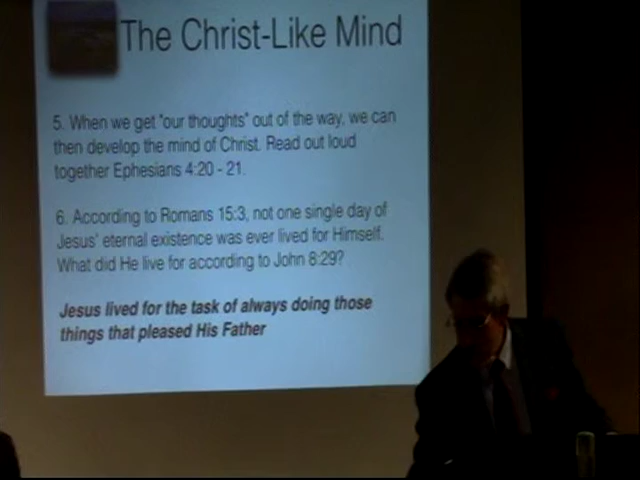 The Christ-Like Mind
5. When we get "our thoughts" out of the way, we can
then develop the mind of Christ. Read out loud
together Ephesians 4:20 - 21.
6. According to Romans 15:3, not one single day of
Jesus' eternal existence was ever lived for Himself.
What did He live for according to John 8:29?
Jesus lived for the task of always doing those
things that pleased His Father